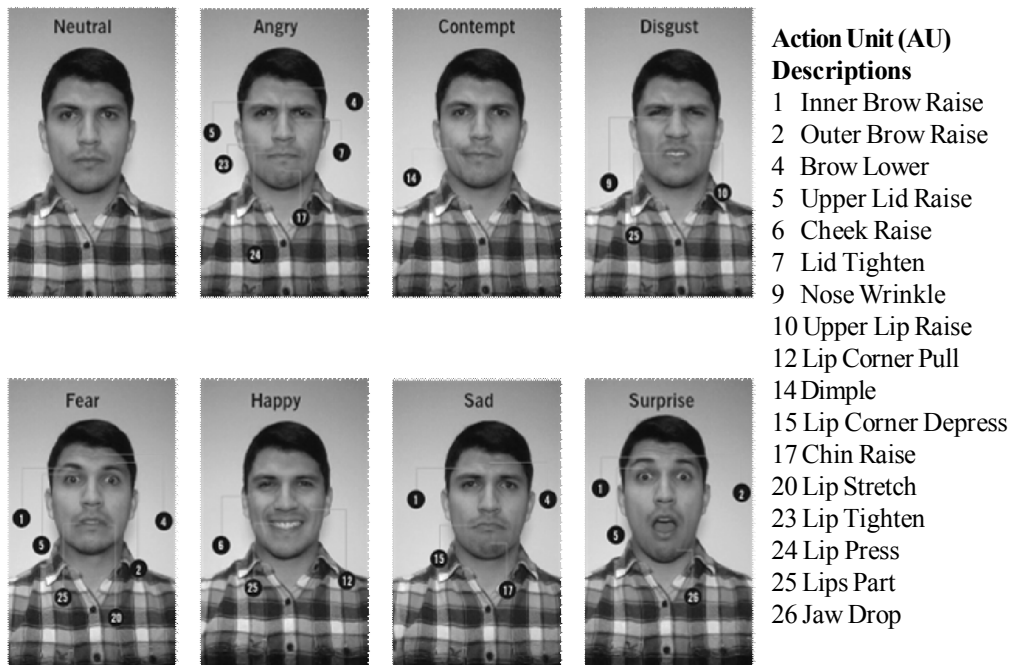 Neutral
Angry
4
5
7
23
17
24
Contempt
14
Disgust
9
10
25
Fear
1
4
5
2
25
20
Happy
6
12
25
Sad
1
4
15
17
Surprise
1
2
5
26
Action Unit (AU)
Descriptions
1 Inner Brow Raise
2 Outer Brow Raise
4 Brow Lower
5 Upper Lid Raise
6 Cheek Raise
7 Lid Tighten
9 Nose Wrinkle
10 Upper Lip Raise
12 Lip Corner Pull
14 Dimple
15 Lip Corner Depress
17 Chin Raise
20 Lip Stretch
23 Lip Tighten
24 Lip Press
25 Lips Part
26 Jaw Drop